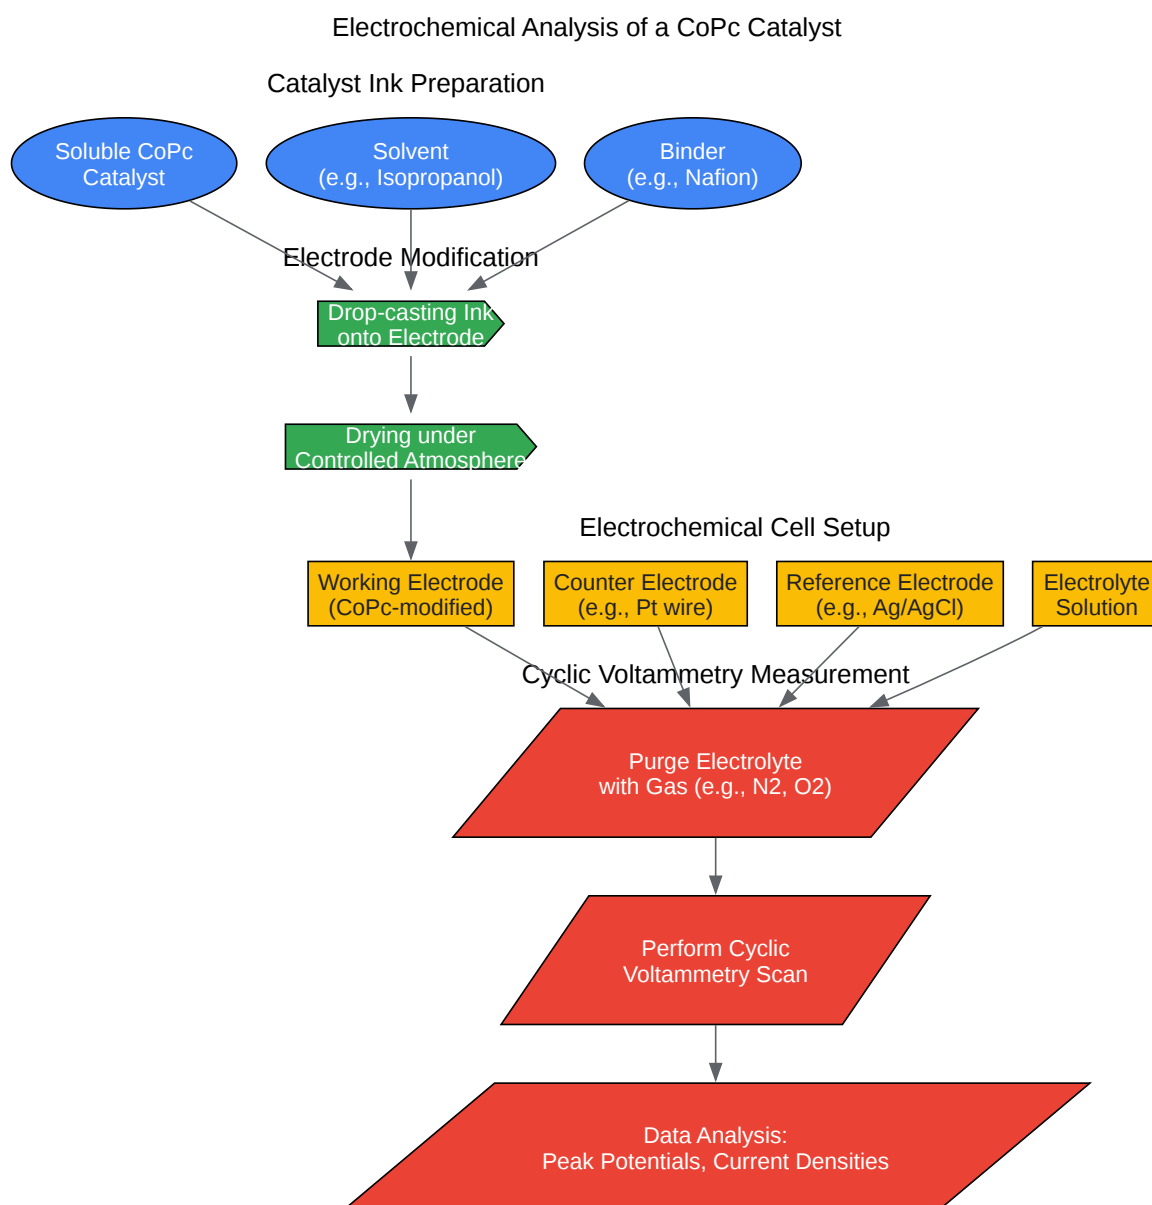 Electrochemical Analysis of a CoPc Catalyst
Catalyst Ink Preparation
Soluble CoPc
Catalyst
Solvent
(e.g., Isopropanol)
Binder
(e.g., Nafion)
Electrode Modification
Drop-casting Ink
onto Electrode
Drying under
Controlled Atmosphere
Electrochemical Cell Setup
Working Electrode
(CoPc-modified)
Counter Electrode
(e.g., Pt wire)
Reference Electrode
(e.g., Ag/AgCl)
Electrolyte
Solution
Cyclic Voltammetry Measurement
Purge Electrolyte
with Gas (e.g., N2, O2)
Perform Cyclic
Voltammetry Scan
Data Analysis:
Peak Potentials, Current Densities